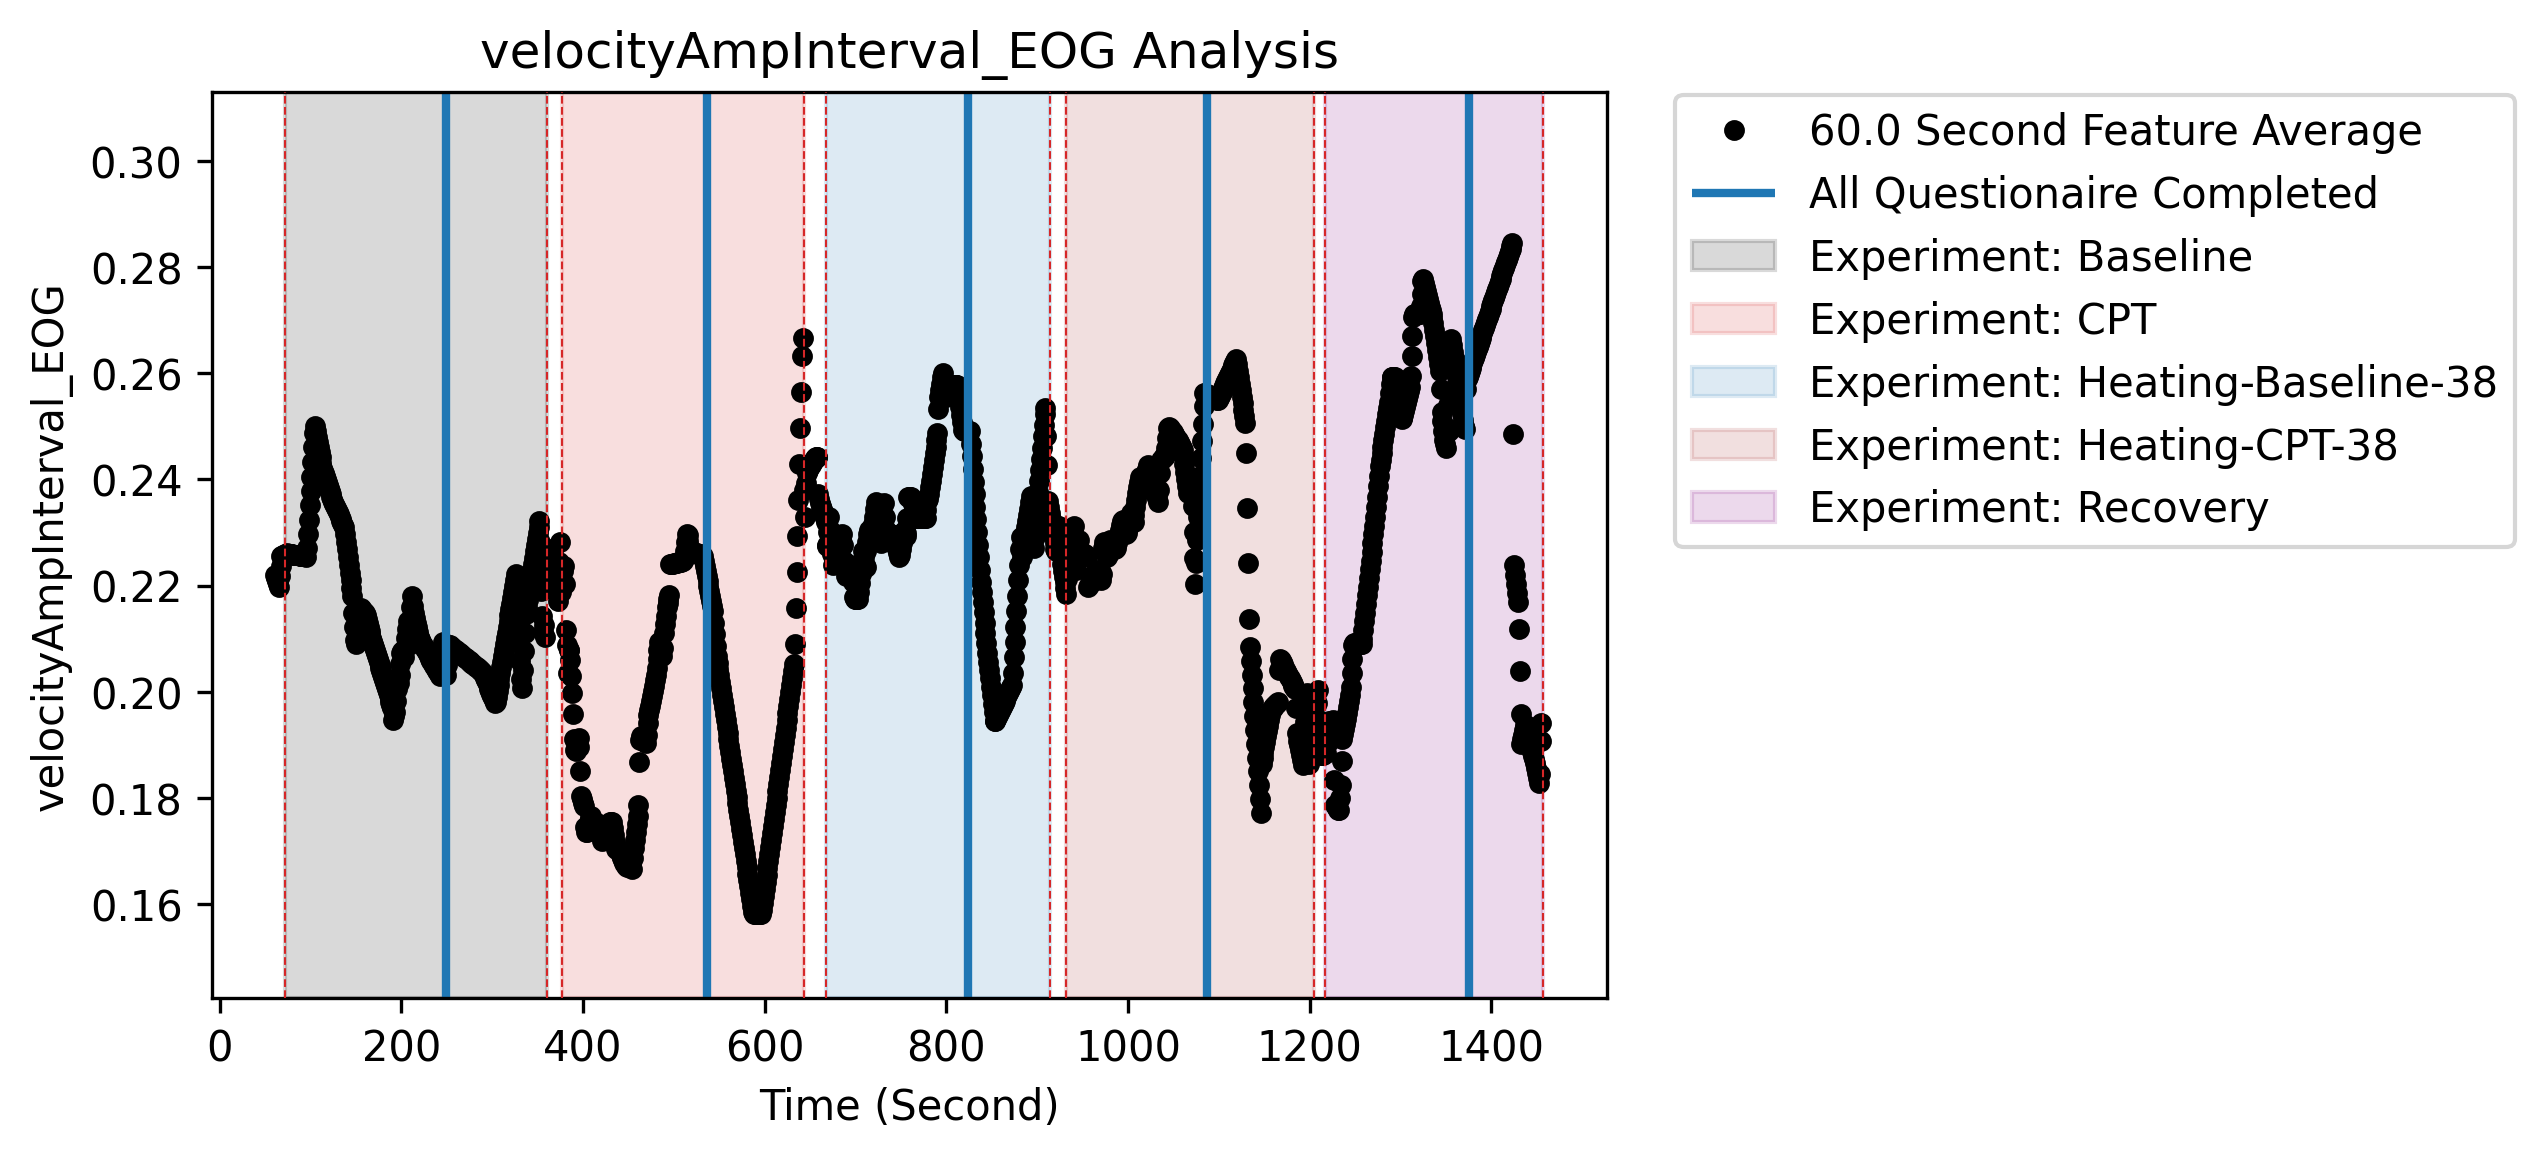 velocityAmpInterval_EOG Analysis
velocityAmpInterval_EOG
0.30
0.28
0.26
0.24
0.22
0.20
0.18
0.16
0 200 400 600 800 1000 1200 1400
Time (Second)
60.0 Second Feature Average
All Questionaire Completed
Experiment: Baseline
Experiment: CPT
Experiment: Heating-Baseline-38
Experiment: Heating-CPT-38
Experiment: Recovery